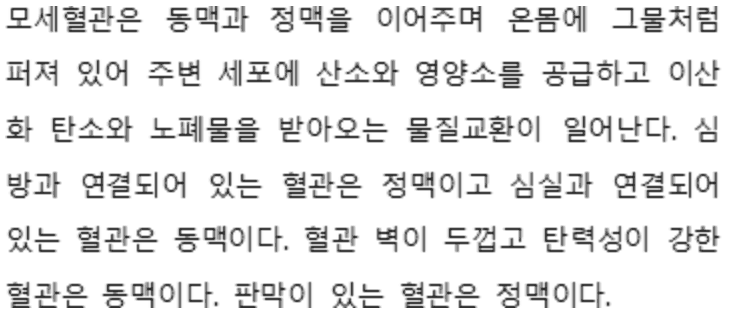 모세혈관은 동맥과 정맥을 이어주며 온몸에 그물처럼
퍼져 있어 주변 세포에 산소와 영양소를 공급하고 이산
화 탄소와 노폐물을 받아오는 물질교환이 일어난다. 심
방과 연결되어 있는 혈관은 정맥이고 심실과 연결되어
있는 혈관은 동맥이다. 혈관 벽이 두껍고 탄력성이 강한
혈관은 동맥이다. 판막이 있는 혈관은 정맥이다.